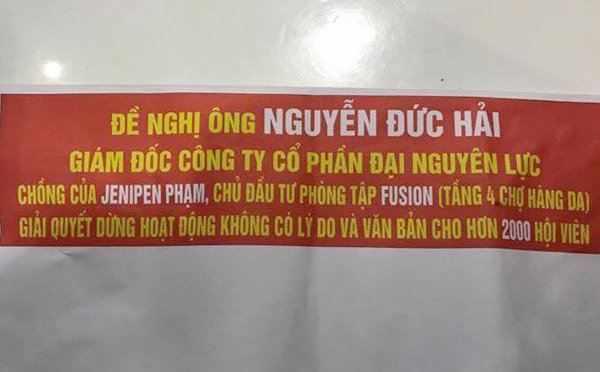 ĐỀ NGHỊ ÔNG NGUYỄN ĐỨC HẢI
GIÁM ĐỐC CÔNG TY CỔ PHẦN ĐẠI NGUYÊN LỰC
CHỒNG CỦA JENIPEN PHẠM, CHỦ ĐẦU TƯ PHÒNG TẬP FUSION (TẦNG 4 CHỢ HÀNG DA)
GIẢI QUYẾT DỪNG HOẠT ĐỘNG KHÔNG CÓ LÝ DO VÀ VĂN BẢN CHO HƠN 2000 HỘI VIÊN